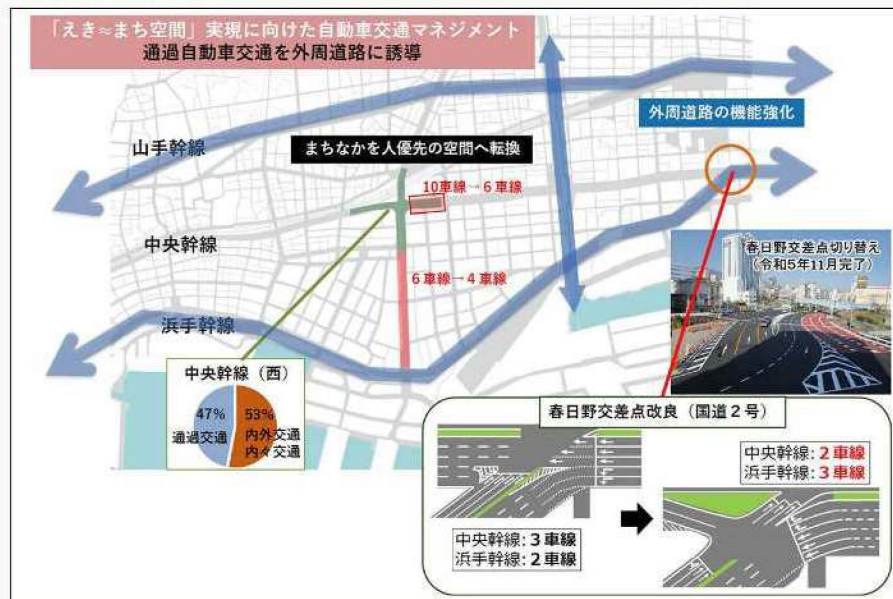 「えき≈まち空間」実現に向けた自動車交通マネジメント
通過自動車交通を外周道路に誘導
外周道路の機能強化
山手幹線
まちなかを人優先の空間へ転換
10車線→6車線
中央幹線
春日野交差点切り替え
(令和5年11月完了)
6車線→4車線
浜手幹線
中央幹線(西)
47%
通過交通
53%
内外交通
内々交通
春日野交差点改良(国道2号)
中央幹線:2車線
浜手幹線:3車線
中央幹線:3車線
浜手幹線:2車線